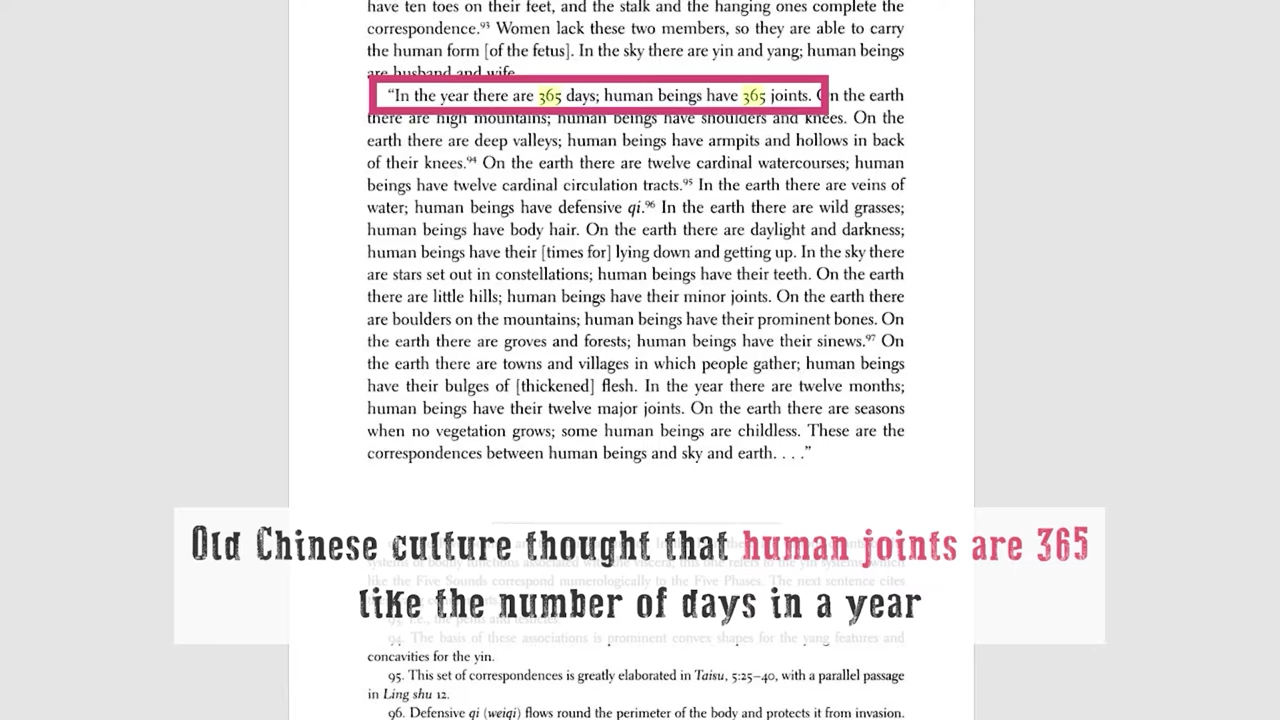 have ten toes on their feet, and the stalk and the hanging ones complete the
correspondence.⁹³ Women lack these two members, so they are able to carry
the human form [of the fetus]. In the sky there are yin and yang; human beings
are husband and wife.
“In the year there are 365 days; human beings have 365 joints. On the earth
there are high mountains; human beings have shoulders and knees. On the
earth there are deep valleys; human beings have armpits and hollows in back
of their knees.⁹⁴ On the earth there are twelve cardinal watercourses; human
beings have twelve cardinal circulation tracts.⁹⁵ In the earth there are veins of
water; human beings have defensive qi.⁹⁶ In the earth there are wild grasses;
human beings have body hair. On the earth there are daylight and darkness;
human beings have their [times for] lying down and getting up. In the sky there
are stars set out in constellations; human beings have their teeth. On the earth
there are little hills; human beings have their minor joints. On the earth there
are boulders on the mountains; human beings have their prominent bones. On
the earth there are groves and forests; human beings have their sinews.⁹⁷ On
the earth there are towns and villages in which people gather; human beings
have their bulges of [thickened] flesh. In the year there are twelve months;
human beings have their twelve major joints. On the earth there are seasons
when no vegetation grows; some human beings are childless. These are the
correspondences between human beings and sky and earth. . . .”
Old Chinese culture thought that human joints are 365
like the Five Sounds correspond numerologically to the Five Phases. The next sentence cites
like the number of days in a year
94. The basis of these associations is prominent convex shapes for the yang features and
concavities for the yin.
95. This set of correspondences is greatly elaborated in Taisu, 5:25–40, with a parallel passage
in Ling shu 12.
96. Defensive qi (weiqi) flows round the perimeter of the body and protects it from invasion.